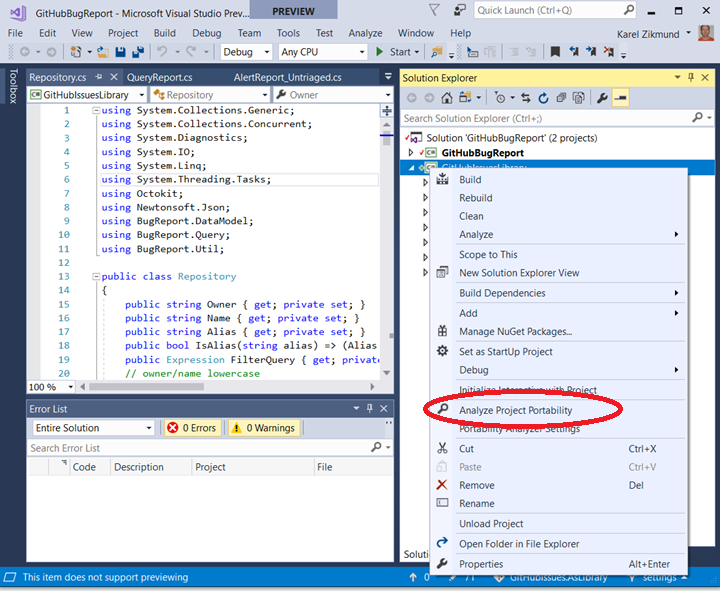 GitHubBugReport - Microsoft Visual Studio Prev...
PREVIEW
Quick Launch (Ctrl+Q)
File Edit View Project Build Debug Team Tools Test Analyze Window Help
Karel Zikmund
Debug Any CPU Start
Toolbox
Repository.cs QueryReport.cs AlertReport_Untriaged.cs
GitHubIssuesLibrary Repository Owner
1 using System.Collections.Generic;
2 using System.Collections.Concurrent;
3 using System.Diagnostics;
4 using System.IO;
5 using System.Linq;
6 using System.Threading.Tasks;
7 using Octokit;
8 using Newtonsoft.Json;
9 using BugReport.DataModel;
10 using BugReport.Query;
11 using BugReport.Util;
12
13 public class Repository
14 {
15 public string Owner { get; private set; }
16 public string Name { get; private set; }
17 public string Alias { get; private set; }
18 public bool IsAlias(string alias) => (Alias
19 public Expression FilterQuery { get; privat
20 // owner/name lowercase
100 %
Error List
Entire Solution 0 Errors 0 Warnings
Search Error List
Code Description Project File
Solution Explorer
Search Solution Explorer (Ctrl+;)
Solution 'GitHubBugReport' (2 projects)
GitHubBugReport
GitHubIssuesLibrary
Build
Rebuild
Clean
Analyze
Scope to This
New Solution Explorer View
Build Dependencies
Add
Manage NuGet Packages...
Set as StartUp Project
Debug
Initialize Interactive with Project
Analyze Project Portability
Portability Analyzer Settings
Cut Ctrl+X
Paste Ctrl+V
Remove Del
Rename
Unload Project
Open Folder in File Explorer
Properties Alt+Enter
Soluti
This item does not support previewing
0
71
GitHubIssues.AsLibrary
settings